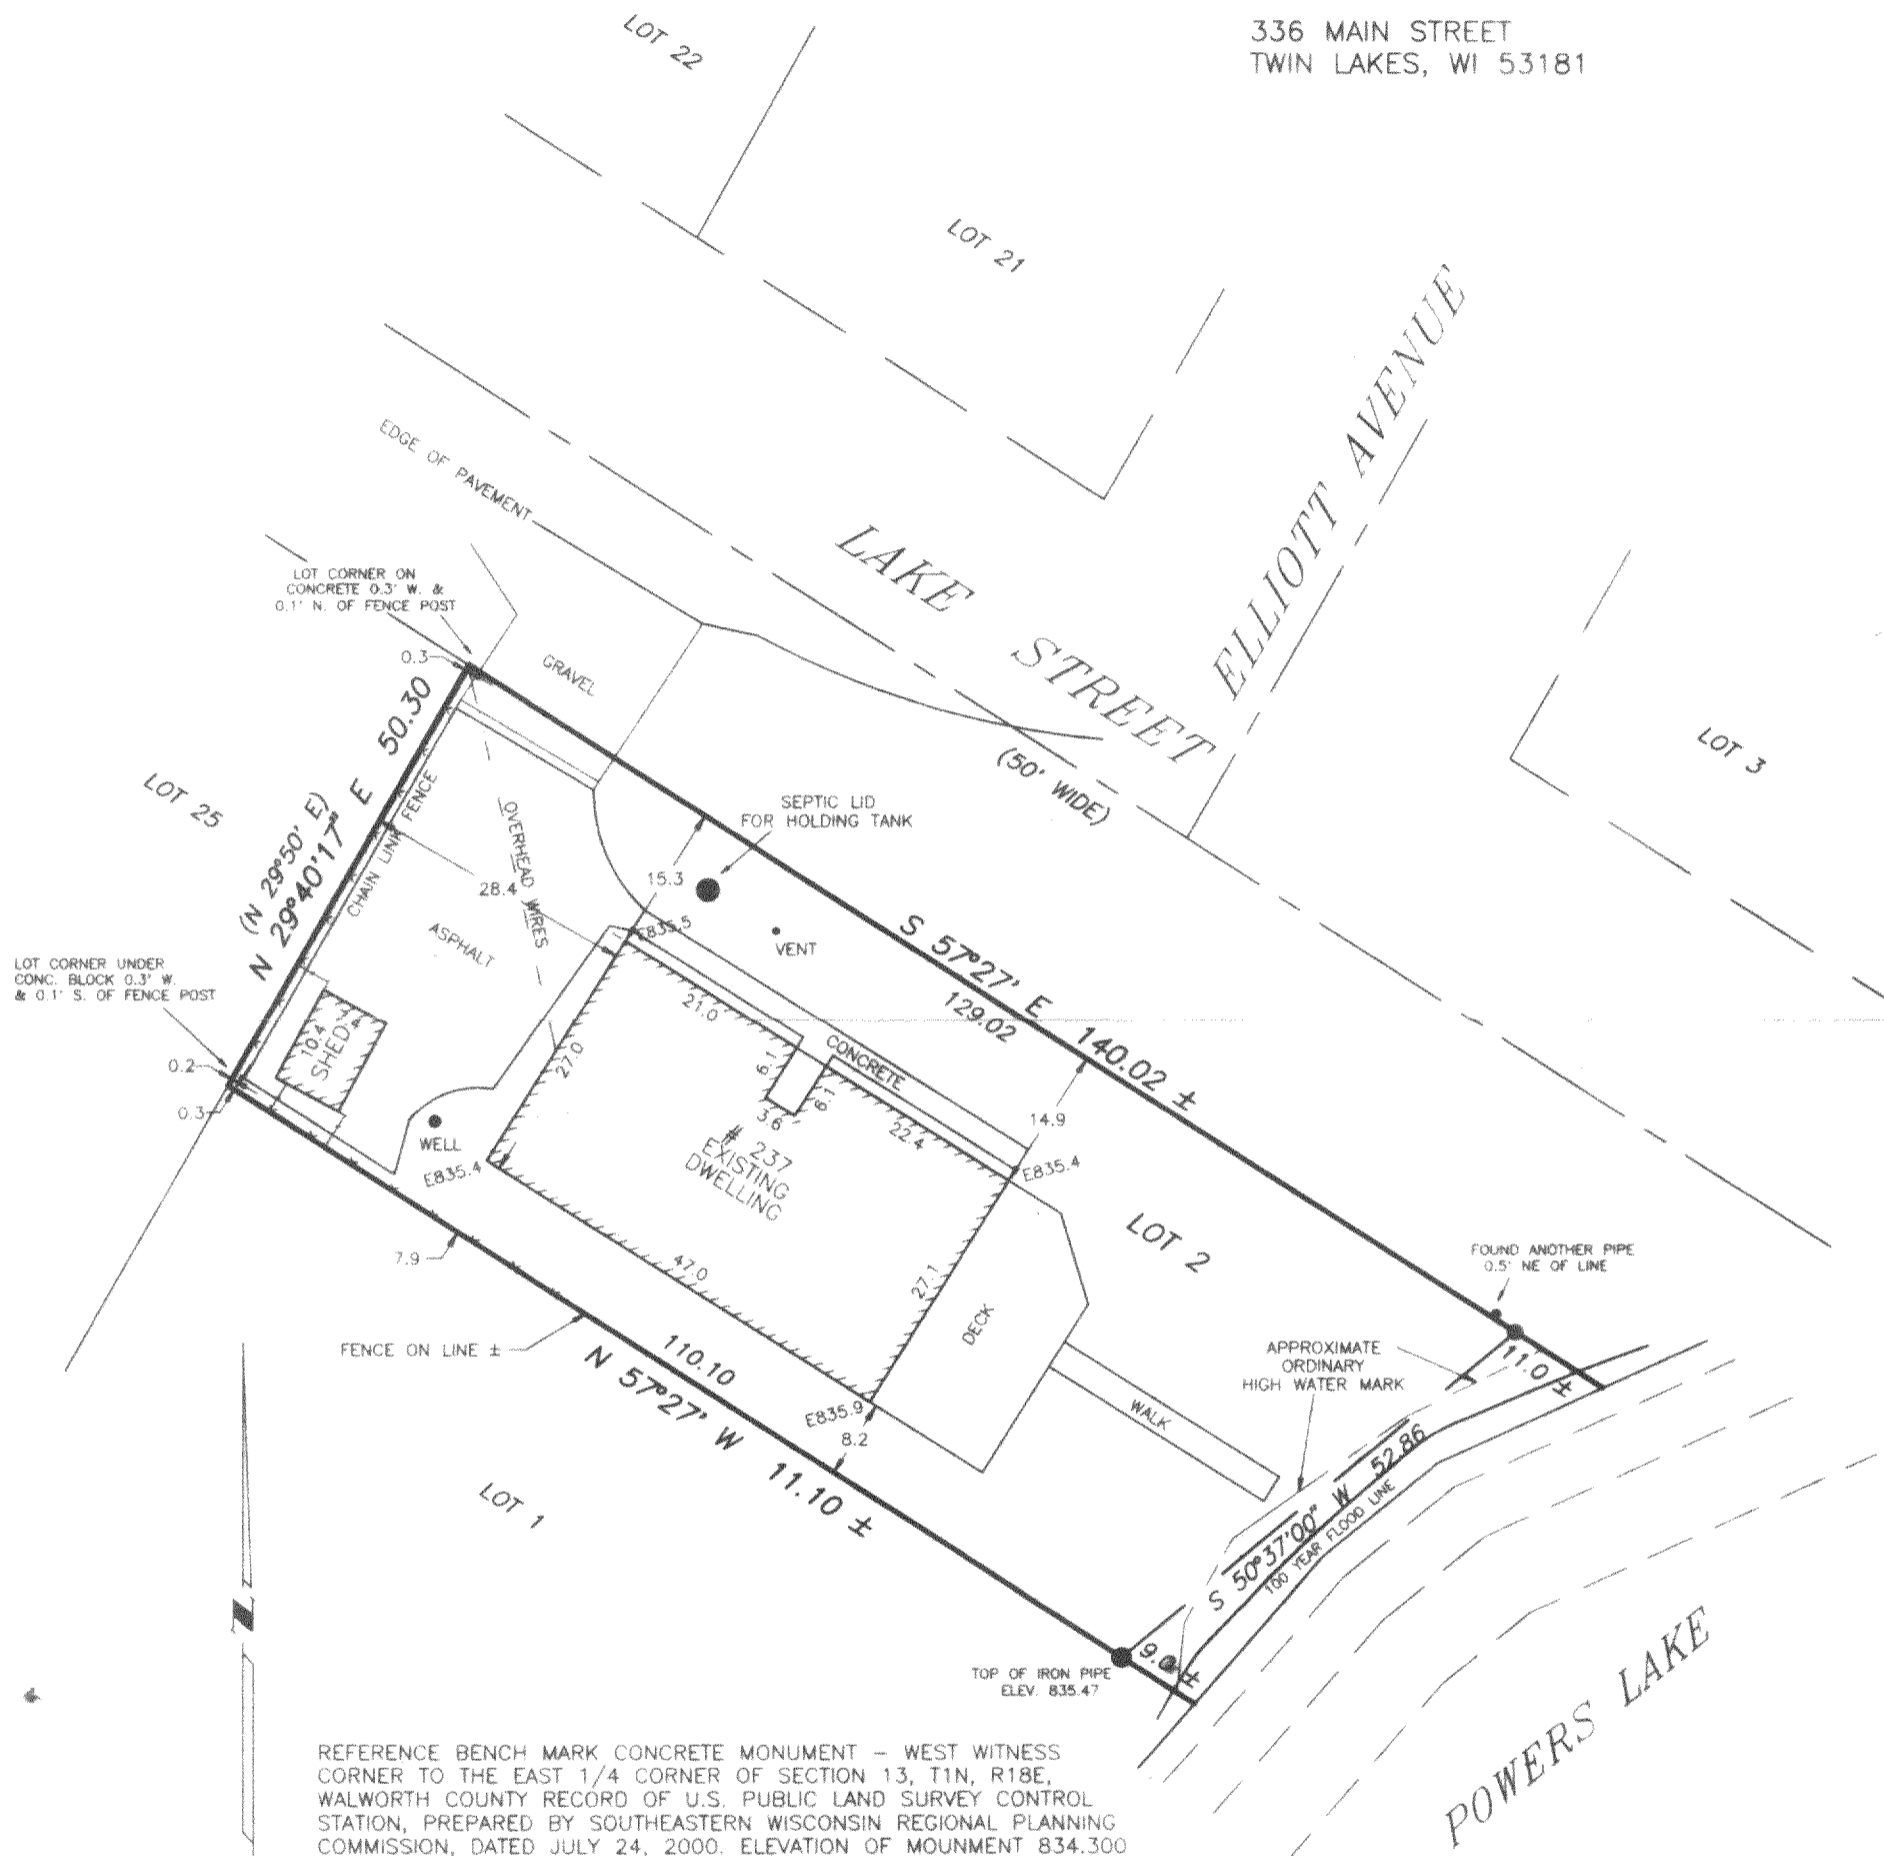 336 MAIN STREET
TWIN LAKES, WI 53181
LOT 22
LOT 21
ELLIOTT AVENUE
EDGE OF PAVEMENT
LAKE
STREET
(50' WIDE)
LOT 3
LOT CORNER ON
CONCRETE 0.3' W. &
0.1' N. OF FENCE POST
0.3
GRAVEL
50.30
N 29°40'17" E
(N 29°50' E)
LOT 25
CHAIN LINK FENCE
OVERHEAD WIRES
SEPTIC LID
FOR HOLDING TANK
15.3
28.4
E835.5
VENT
ASPHALT
S 57°27' E 140.02 ±
129.02
LOT CORNER UNDER
CONC. BLOCK 0.3' W.
& 0.1' S. OF FENCE POST
0.2
0.3
10.4
7.4
SHED
21.0
27.0
6.1
3.6
6.1
CONCRETE
22.4
14.9
E835.4
WELL
E835.4
# 237
EXISTING
DWELLING
47.0
27.1
DECK
LOT 2
7.9
FENCE ON LINE ±
110.10
N 57°27' W 11.10 ±
E835.9
8.2
WALK
FOUND ANOTHER PIPE
0.5' NE OF LINE
APPROXIMATE
ORDINARY
HIGH WATER MARK
11.0 ±
S 50°37'00" W 52.86
100 YEAR FLOOD LINE
LOT 1
TOP OF IRON PIPE
ELEV. 835.47
POWERS LAKE
REFERENCE BENCH MARK CONCRETE MONUMENT – WEST WITNESS
CORNER TO THE EAST 1/4 CORNER OF SECTION 13, T1N, R18E,
WALWORTH COUNTY RECORD OF U.S. PUBLIC LAND SURVEY CONTROL
STATION, PREPARED BY SOUTHEASTERN WISCONSIN REGIONAL PLANNING
COMMISSION, DATED JULY 24, 2000. ELEVATION OF MOUNMENT 834.300